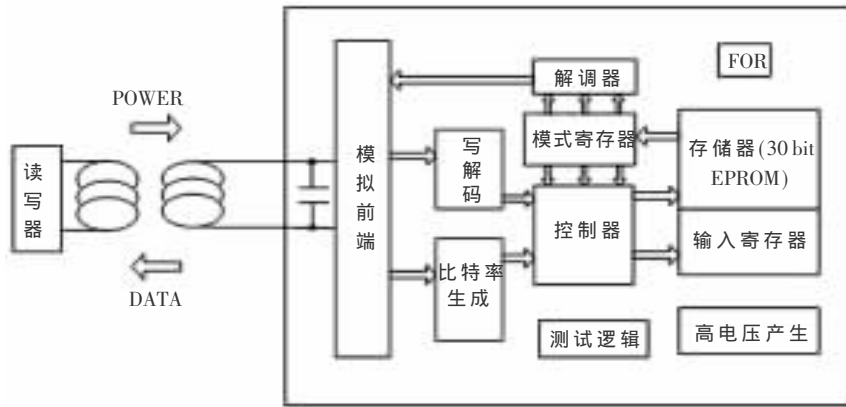 POWER
读
写
器
DATA
模
拟
前
端
解调器
FOR
写
解
码
模式寄存器
存储器(30 bit
EPROM)
控制器
输入寄存器
比特率
生成
测试逻辑
高电压产生